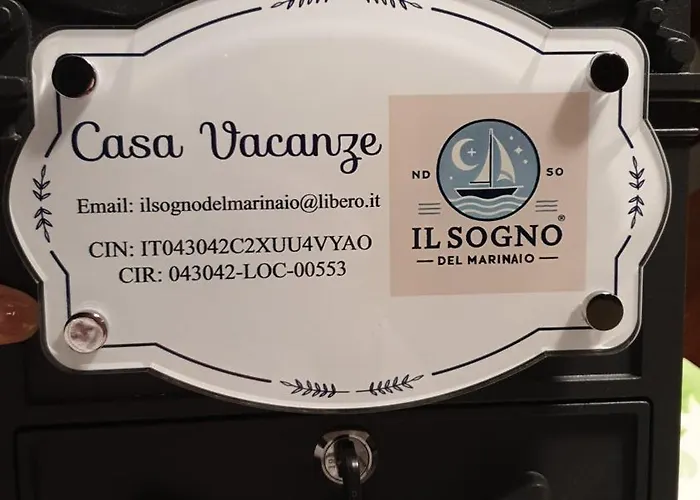 Casa Vacanze
Email: ilsognodelmarinaio@libero.it
CIN: IT043042C2XUU4VYAO
CIR: 043042-LOC-00553
ND SO
IL SOGNO®
DEL MARINAIO